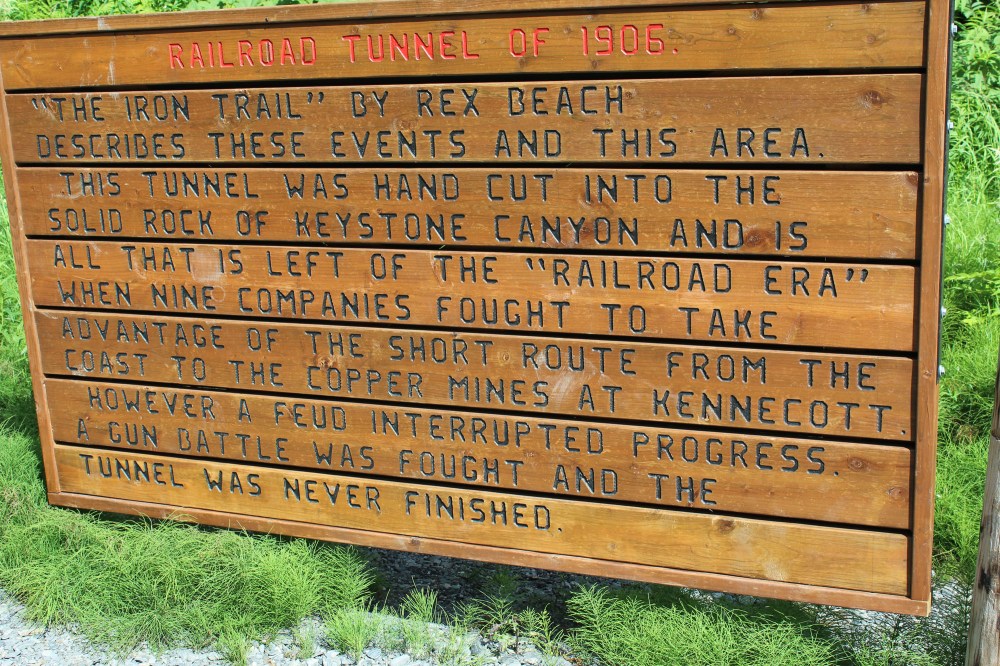 RAILROAD TUNNEL OF 1906.
"THE IRON TRAIL" BY REX BEACH
DESCRIBES THESE EVENTS AND THIS AREA.
THIS TUNNEL WAS HAND CUT INTO THE
SOLID ROCK OF KEYSTONE CANYON AND IS
ALL THAT IS LEFT OF THE "RAILROAD ERA"
WHEN NINE COMPANIES FOUGHT TO TAKE
ADVANTAGE OF THE SHORT ROUTE FROM THE
COAST TO THE COPPER MINES AT KENNECOTT.
HOWEVER A FEUD INTERRUPTED PROGRESS.
A GUN BATTLE WAS FOUGHT AND THE
TUNNEL WAS NEVER FINISHED.